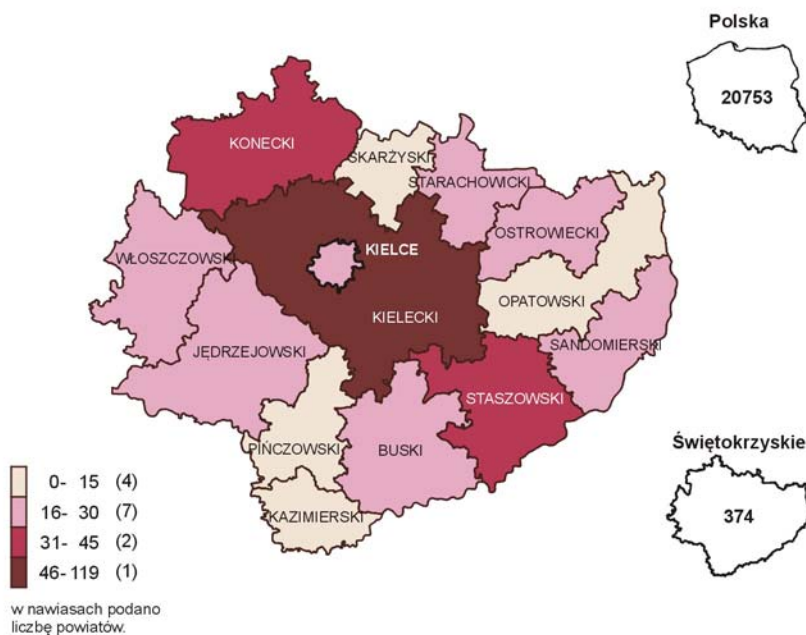 Polska
20753
KONECKI
SKARŻYSKI
STARACHOWICKI
OSTROWIECKI
WŁOSZCZOWSKI
KIELCE
OPATOWSKI
KIELECKI
SANDOMIERSKI
JĘDRZEJOWSKI
STASZOWSKI
PIŃCZOWSKI
BUSKI
KAZIMIERSKI
Świętokrzyskie
374
0- 15 (4)
16- 30 (7)
31- 45 (2)
46- 119 (1)
w nawiasach podano
liczbę powiatów.